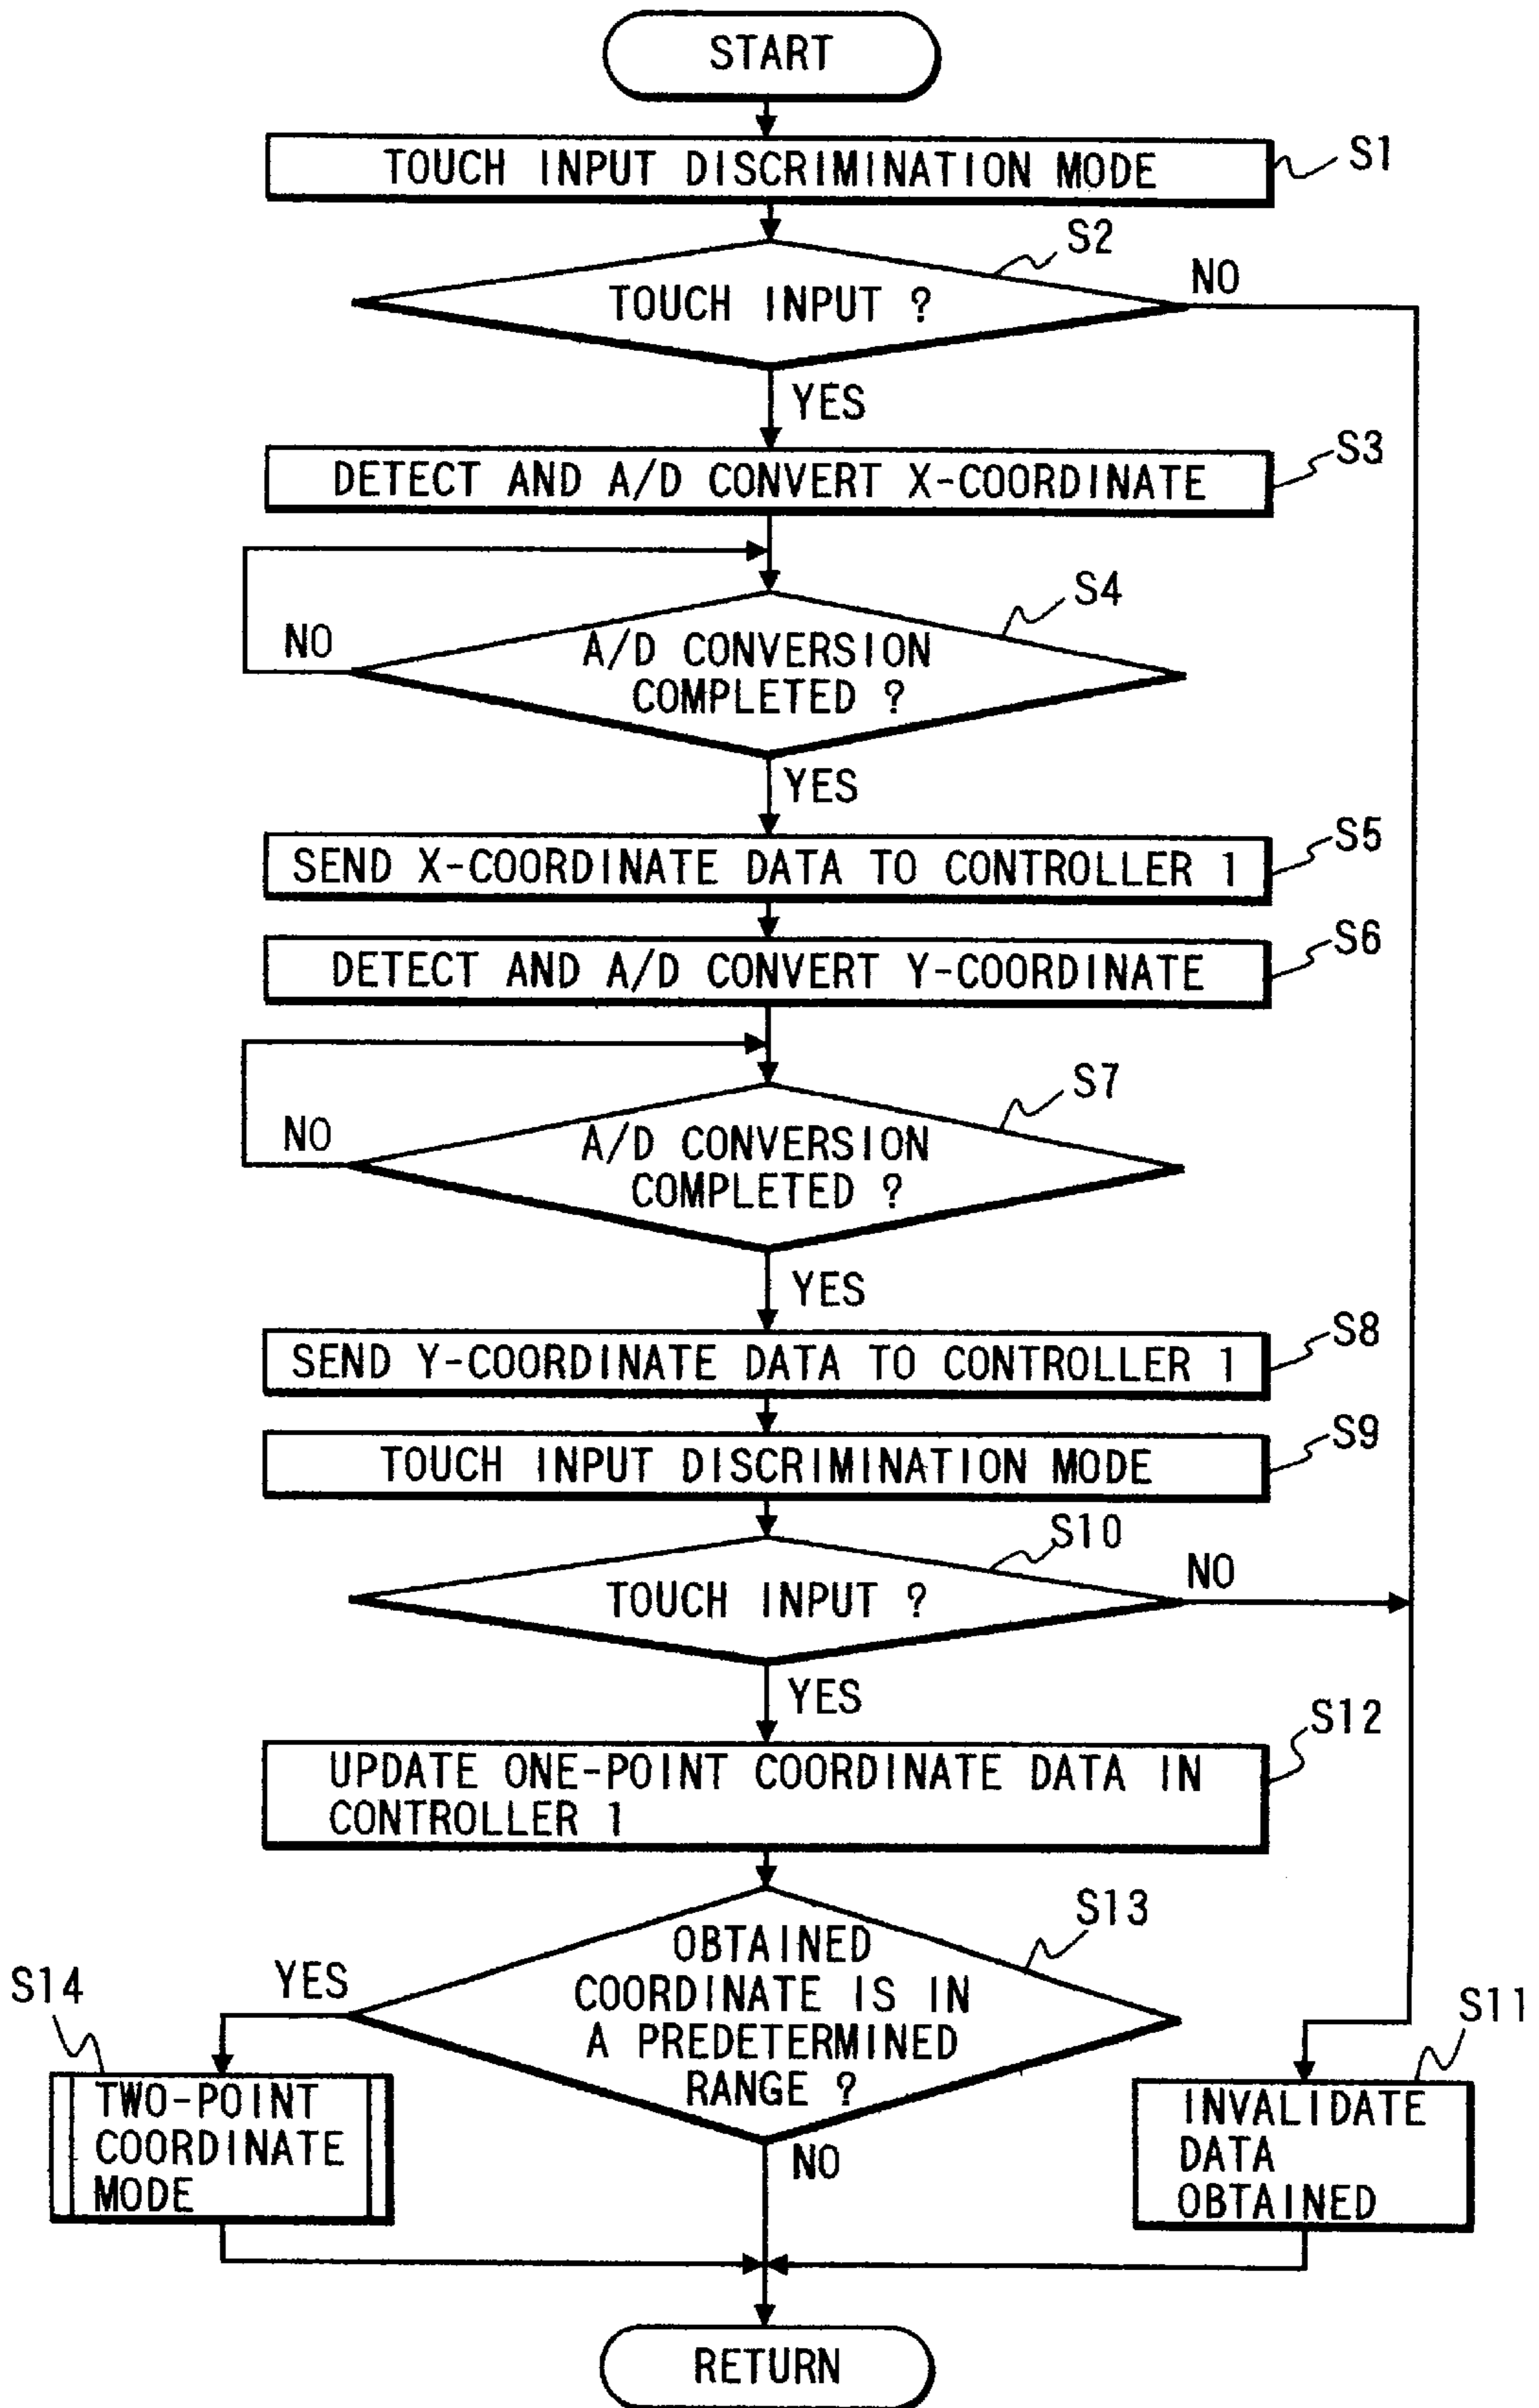 START
TOUCH INPUT DISCRIMINATION MODE
S1
S2
TOUCH INPUT ?
NO
YES
DETECT AND A/D CONVERT X-COORDINATE
S3
S4
NO
A/D CONVERSION
COMPLETED ?
YES
SEND X-COORDINATE DATA TO CONTROLLER 1
S5
DETECT AND A/D CONVERT Y-COORDINATE
S6
S7
NO
A/D CONVERSION
COMPLETED ?
YES
SEND Y-COORDINATE DATA TO CONTROLLER 1
S8
TOUCH INPUT DISCRIMINATION MODE
S9
S10
TOUCH INPUT ?
NO
YES
S12
UPDATE ONE-POINT COORDINATE DATA IN
CONTROLLER 1
S13
OBTAINED
COORDINATE IS IN
A PREDETERMINED
RANGE ?
YES
NO
S14
TWO-POINT
COORDINATE
MODE
S11
INVALIDATE
DATA
OBTAINED
RETURN